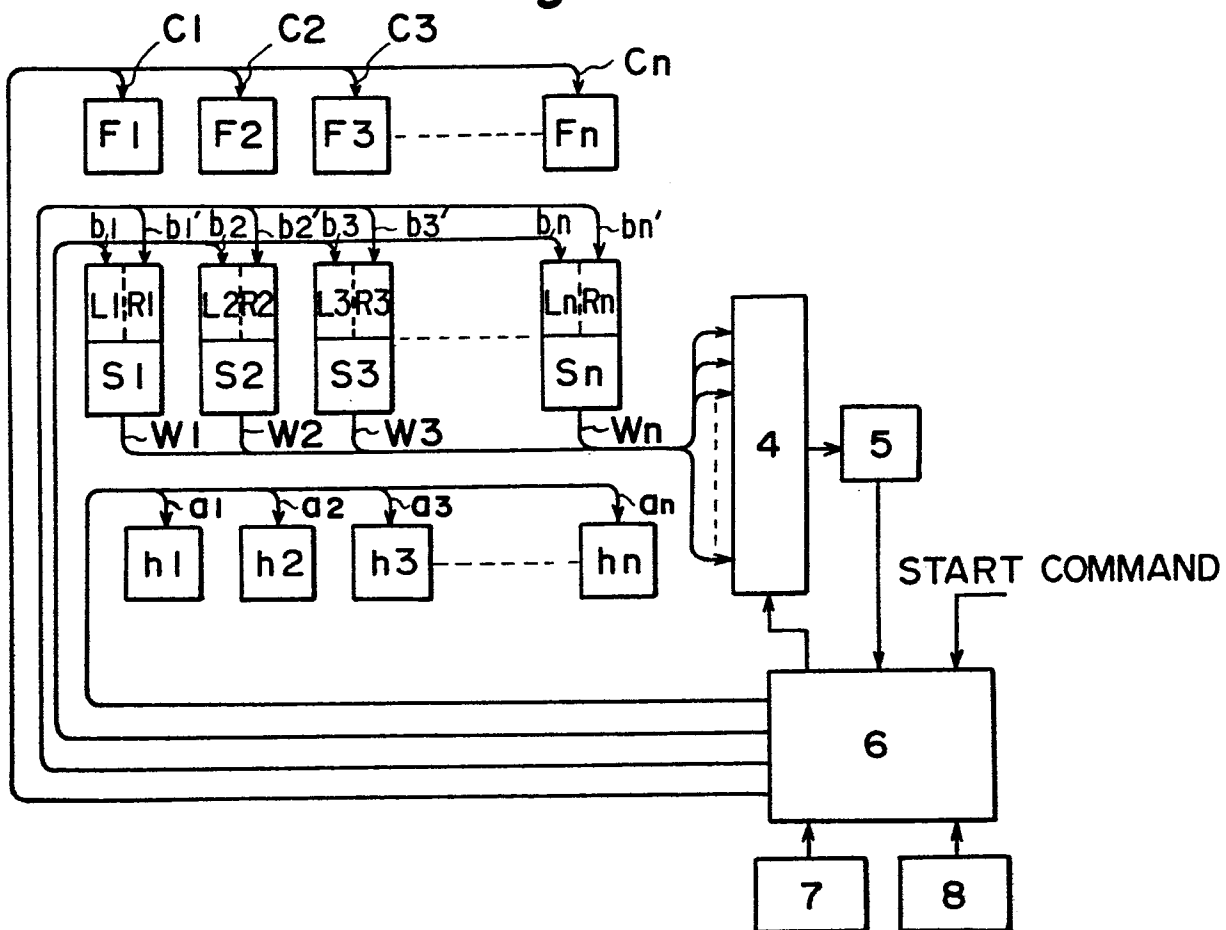 C1 C2 C3 Cn
F1 F2 F3 Fn
b1 b1' b2 b2' b3 b3' bn bn'
L1 R1 L2 R2 L3 R3 Ln Rn
S1 S2 S3 Sn
W1 W2 W3 Wn
4 5
a1 a2 a3 an
h1 h2 h3 hn
START COMMAND
6
7 8